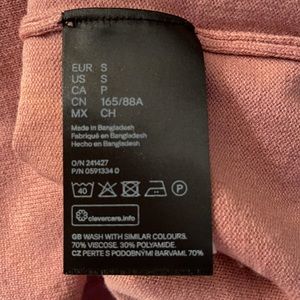 EUR S
US S
CA P
CN 165/88A
MX CH
Made in Bangladesh
Fabriqué en Bangladesh
Hecho en Bangladesh
O/N 241427
P/N 0591334 0
40
P
clevercare.info
GB WASH WITH SIMILAR COLOURS.
70% VISCOSE. 30% POLYAMIDE.
CZ PERTE S PODOBNÝMI BARVAMI. 70%